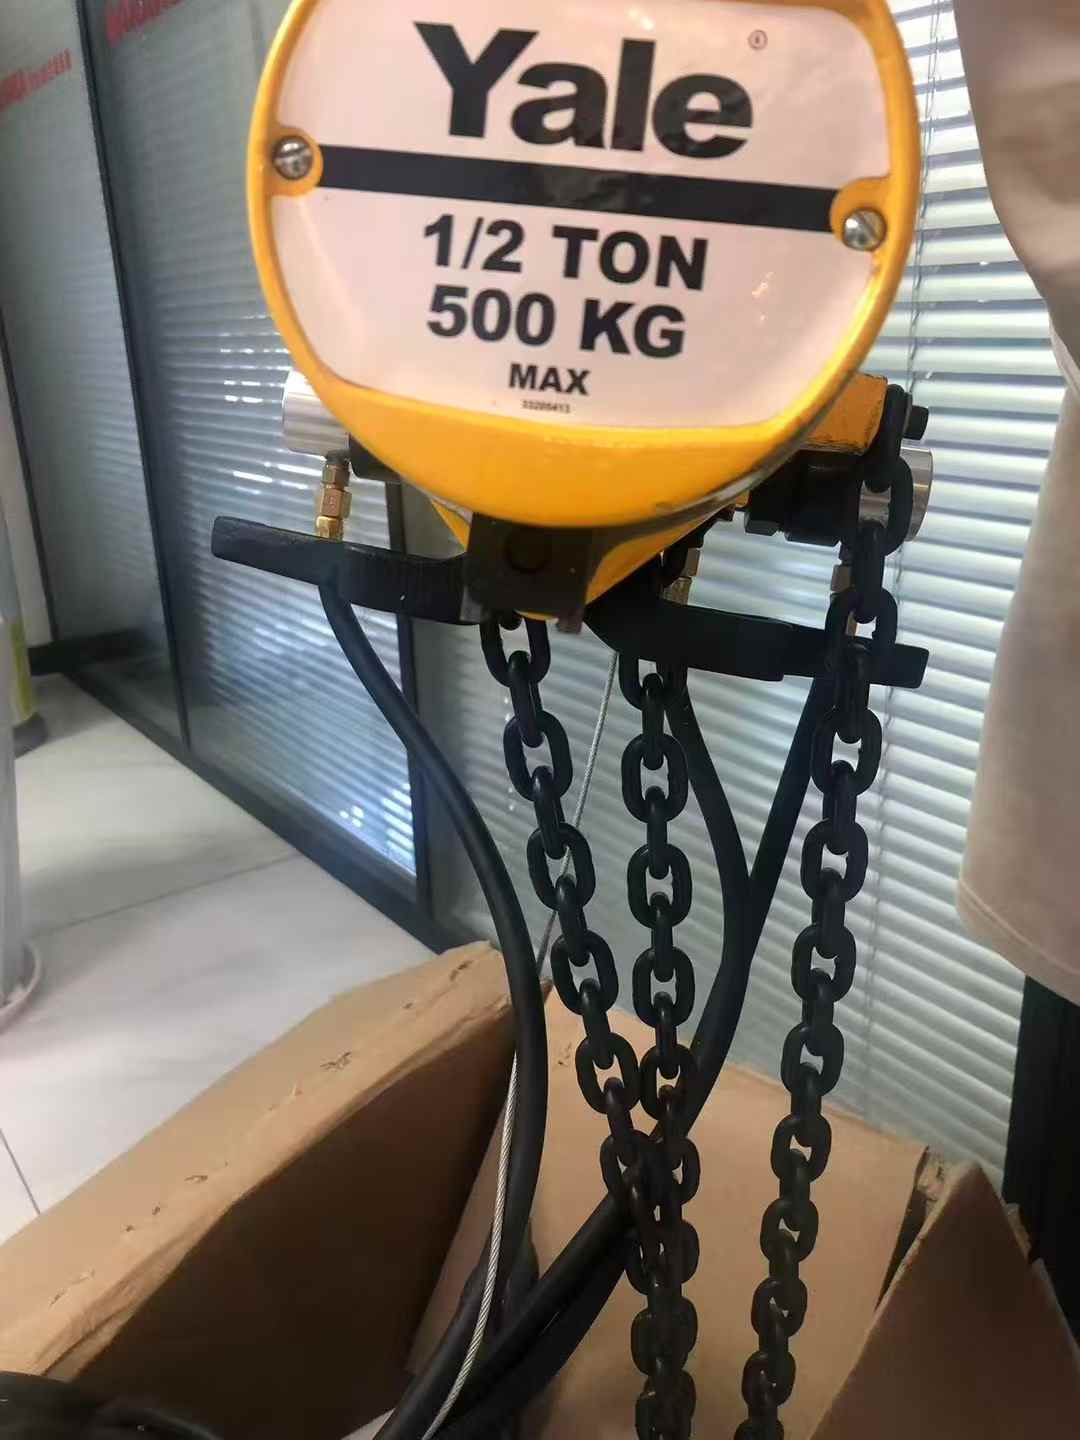 Yale
1/2 TON
500 KG
MAX